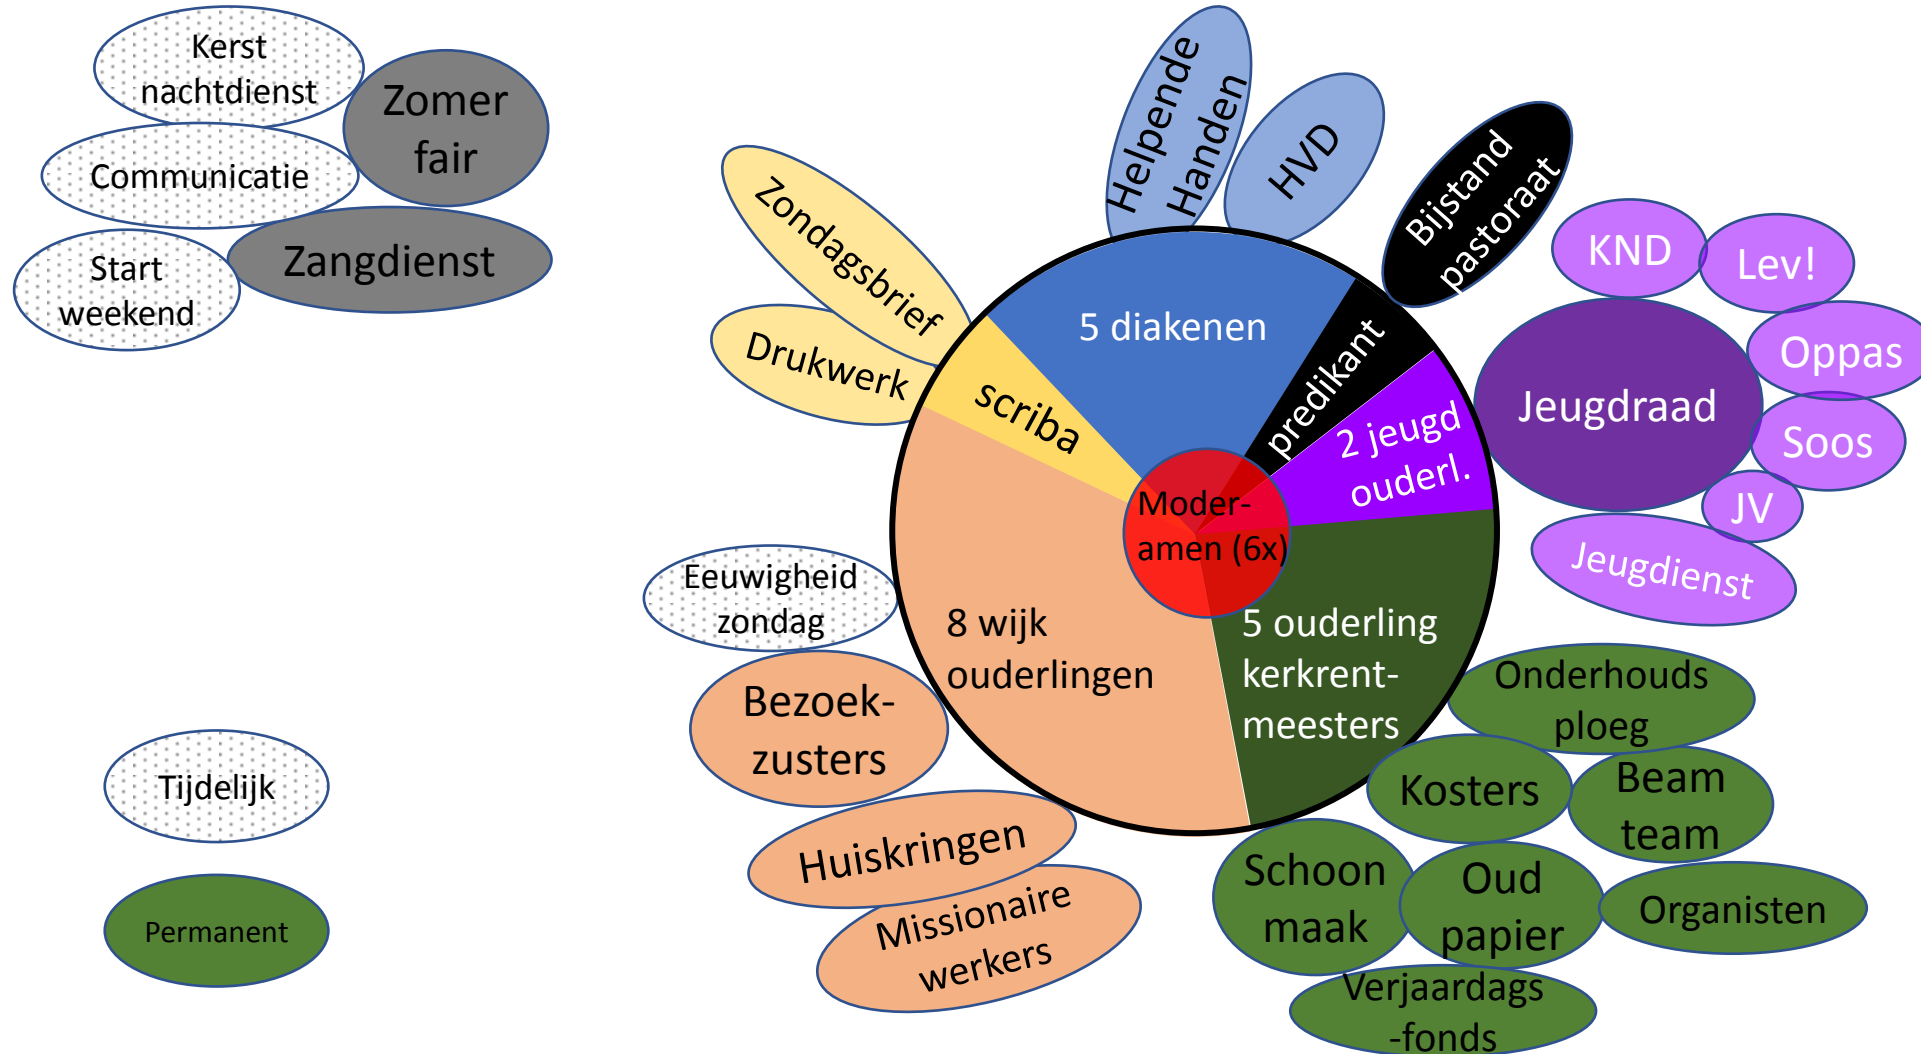 Kerst
nachtdienst
Zomer
fair
Communicatie
Zangdienst
Start
weekend
Tijdelijk
Permanent
Zondagsbrief
Drukwerk
Helpende
Handen
HVD
Bijstand
pastoraat
5 diakenen
predikant
scriba
2 jeugd
ouderl.
Moder-
amen (6x)
8 wijk
ouderlingen
5 ouderling
kerkrent-
meesters
KND
Lev!
Oppas
Jeugdraad
Soos
JV
Jeugdienst
Eeuwigheid
zondag
Bezoek-
zusters
Huiskringen
Missionaire
werkers
Onderhouds
ploeg
Kosters
Beam
team
Schoon
maak
Oud
papier
Organisten
Verjaardags
-fonds